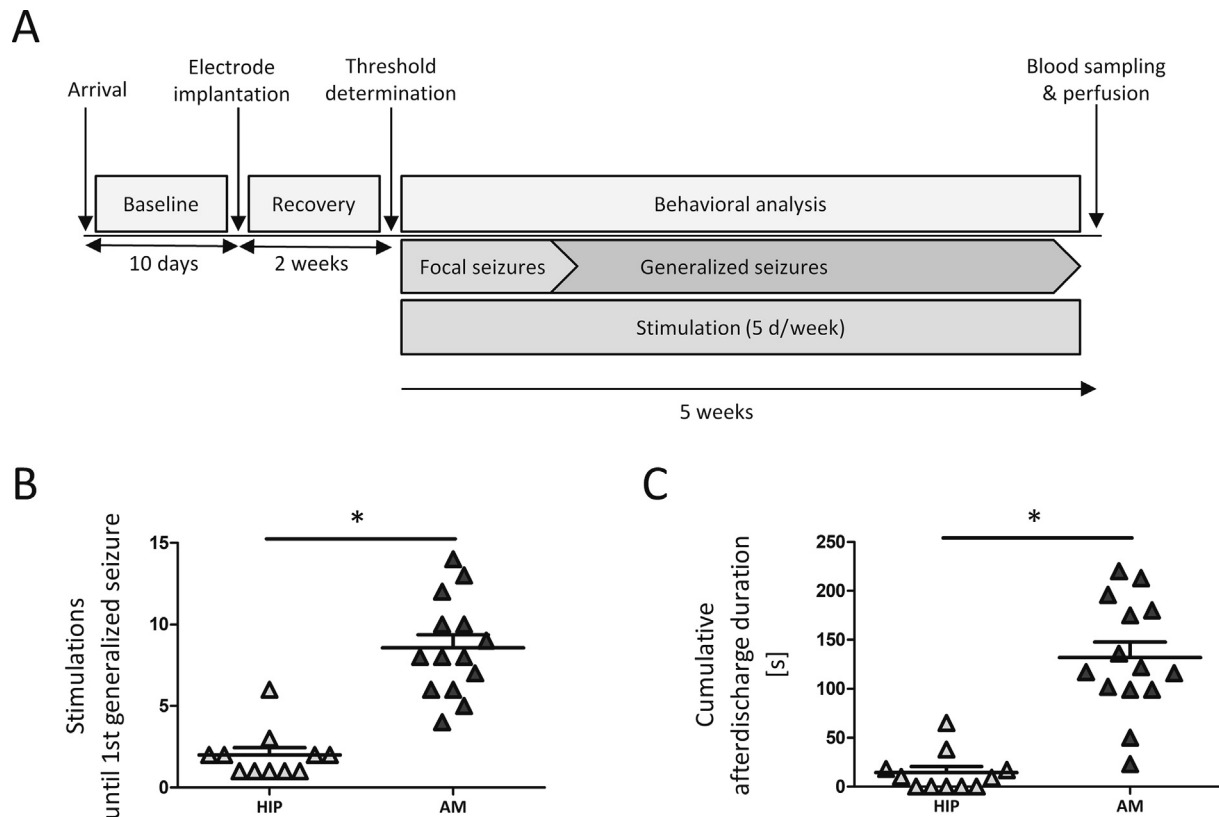 A
Arrival
Electrode
implantation
Threshold
determination
Blood sampling
& perfusion
Baseline
Recovery
Behavioral analysis
10 days
2 weeks
Focal seizures
Generalized seizures
Stimulation (5 d/week)
5 weeks
B
Stimulations
until 1st generalized seizure
15
10
5
0
*
HIP
AM
C
Cumulative
afterdischarge duration
[s]
250
200
150
100
50
0
*
HIP
AM